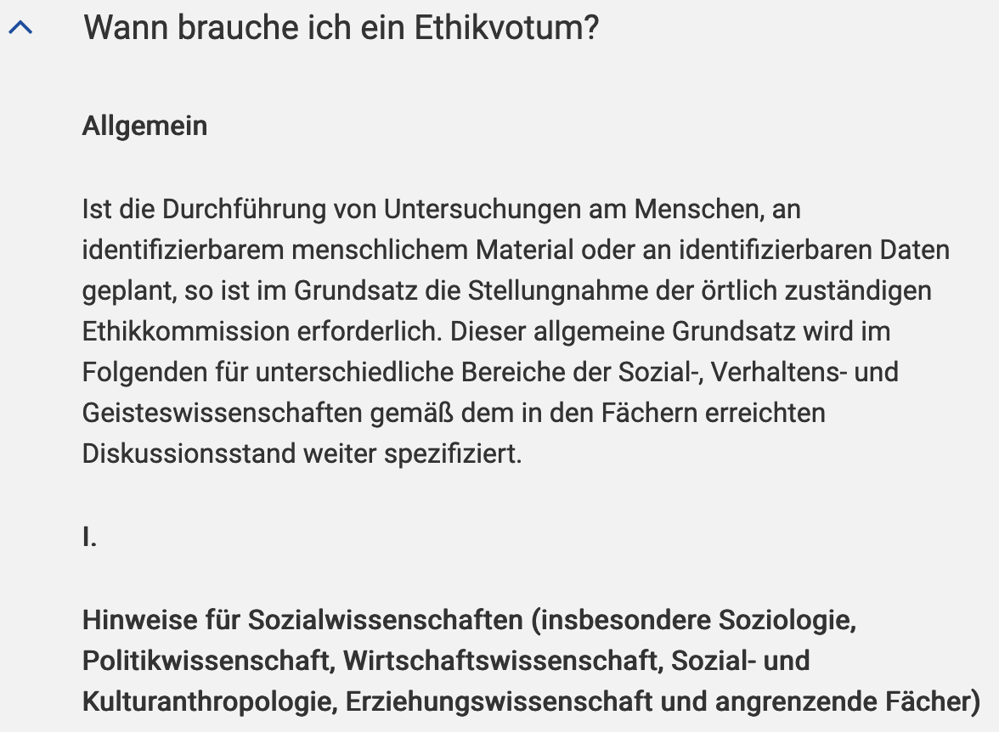 Wann brauche ich ein Ethikvotum?
Allgemein
Ist die Durchführung von Untersuchungen am Menschen, an
identifizierbarem menschlichem Material oder an identifizierbaren Daten
geplant, so ist im Grundsatz die Stellungnahme der örtlich zuständigen
Ethikkommission erforderlich. Dieser allgemeine Grundsatz wird im
Folgenden für unterschiedliche Bereiche der Sozial-, Verhaltens- und
Geisteswissenschaften gemäß dem in den Fächern erreichten
Diskussionsstand weiter spezifiziert.
I.
Hinweise für Sozialwissenschaften (insbesondere Soziologie,
Politikwissenschaft, Wirtschaftswissenschaft, Sozial- und
Kulturanthropologie, Erziehungswissenschaft und angrenzende Fächer)